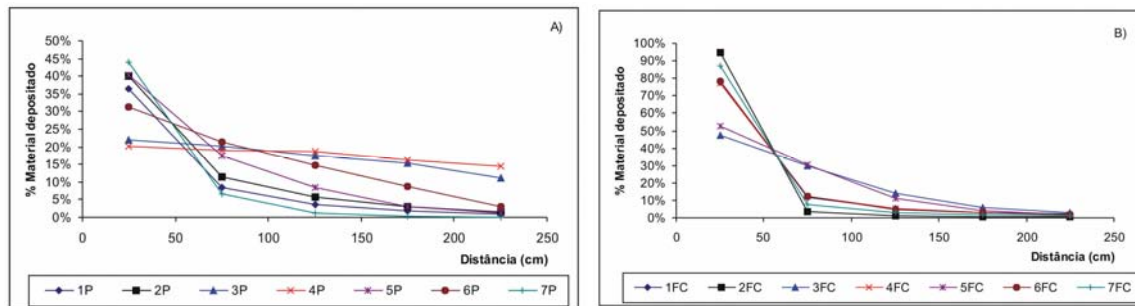 A)
% Material depositado
50%
45%
40%
35%
30%
25%
20%
15%
10%
5%
0%
0 50 100 150 200 250
Distância (cm)
1P 2P 3P 4P 5P 6P 7P
B)
% Material depositado
100%
90%
80%
70%
60%
50%
40%
30%
20%
10%
0%
0 50 100 150 200 250
Distância (cm)
1FC 2FC 3FC 4FC 5FC 6FC 7FC